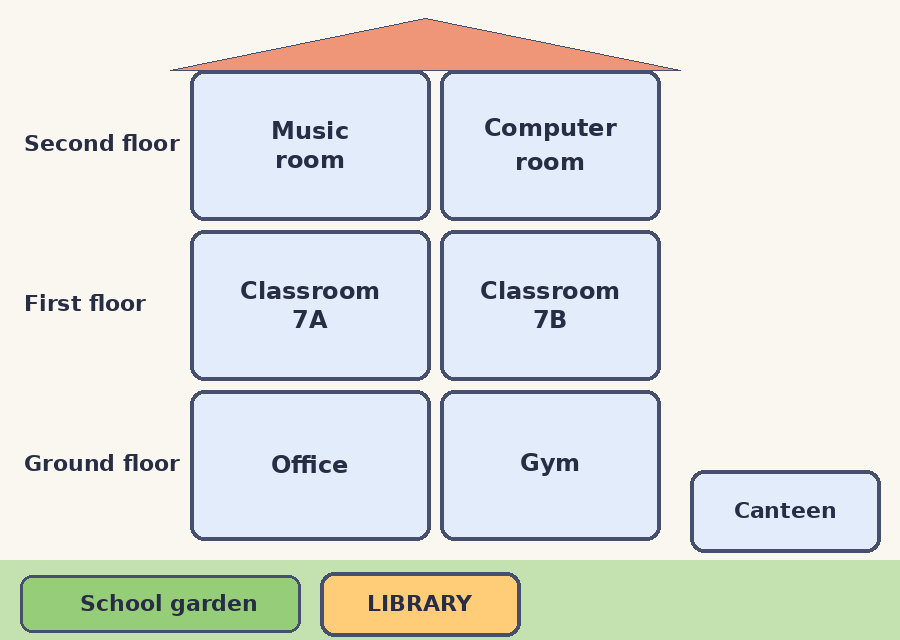 Second floor
Music
room
Computer
room
First floor
Classroom
7A
Classroom
7B
Ground floor
Office
Gym
Canteen
School garden
LIBRARY